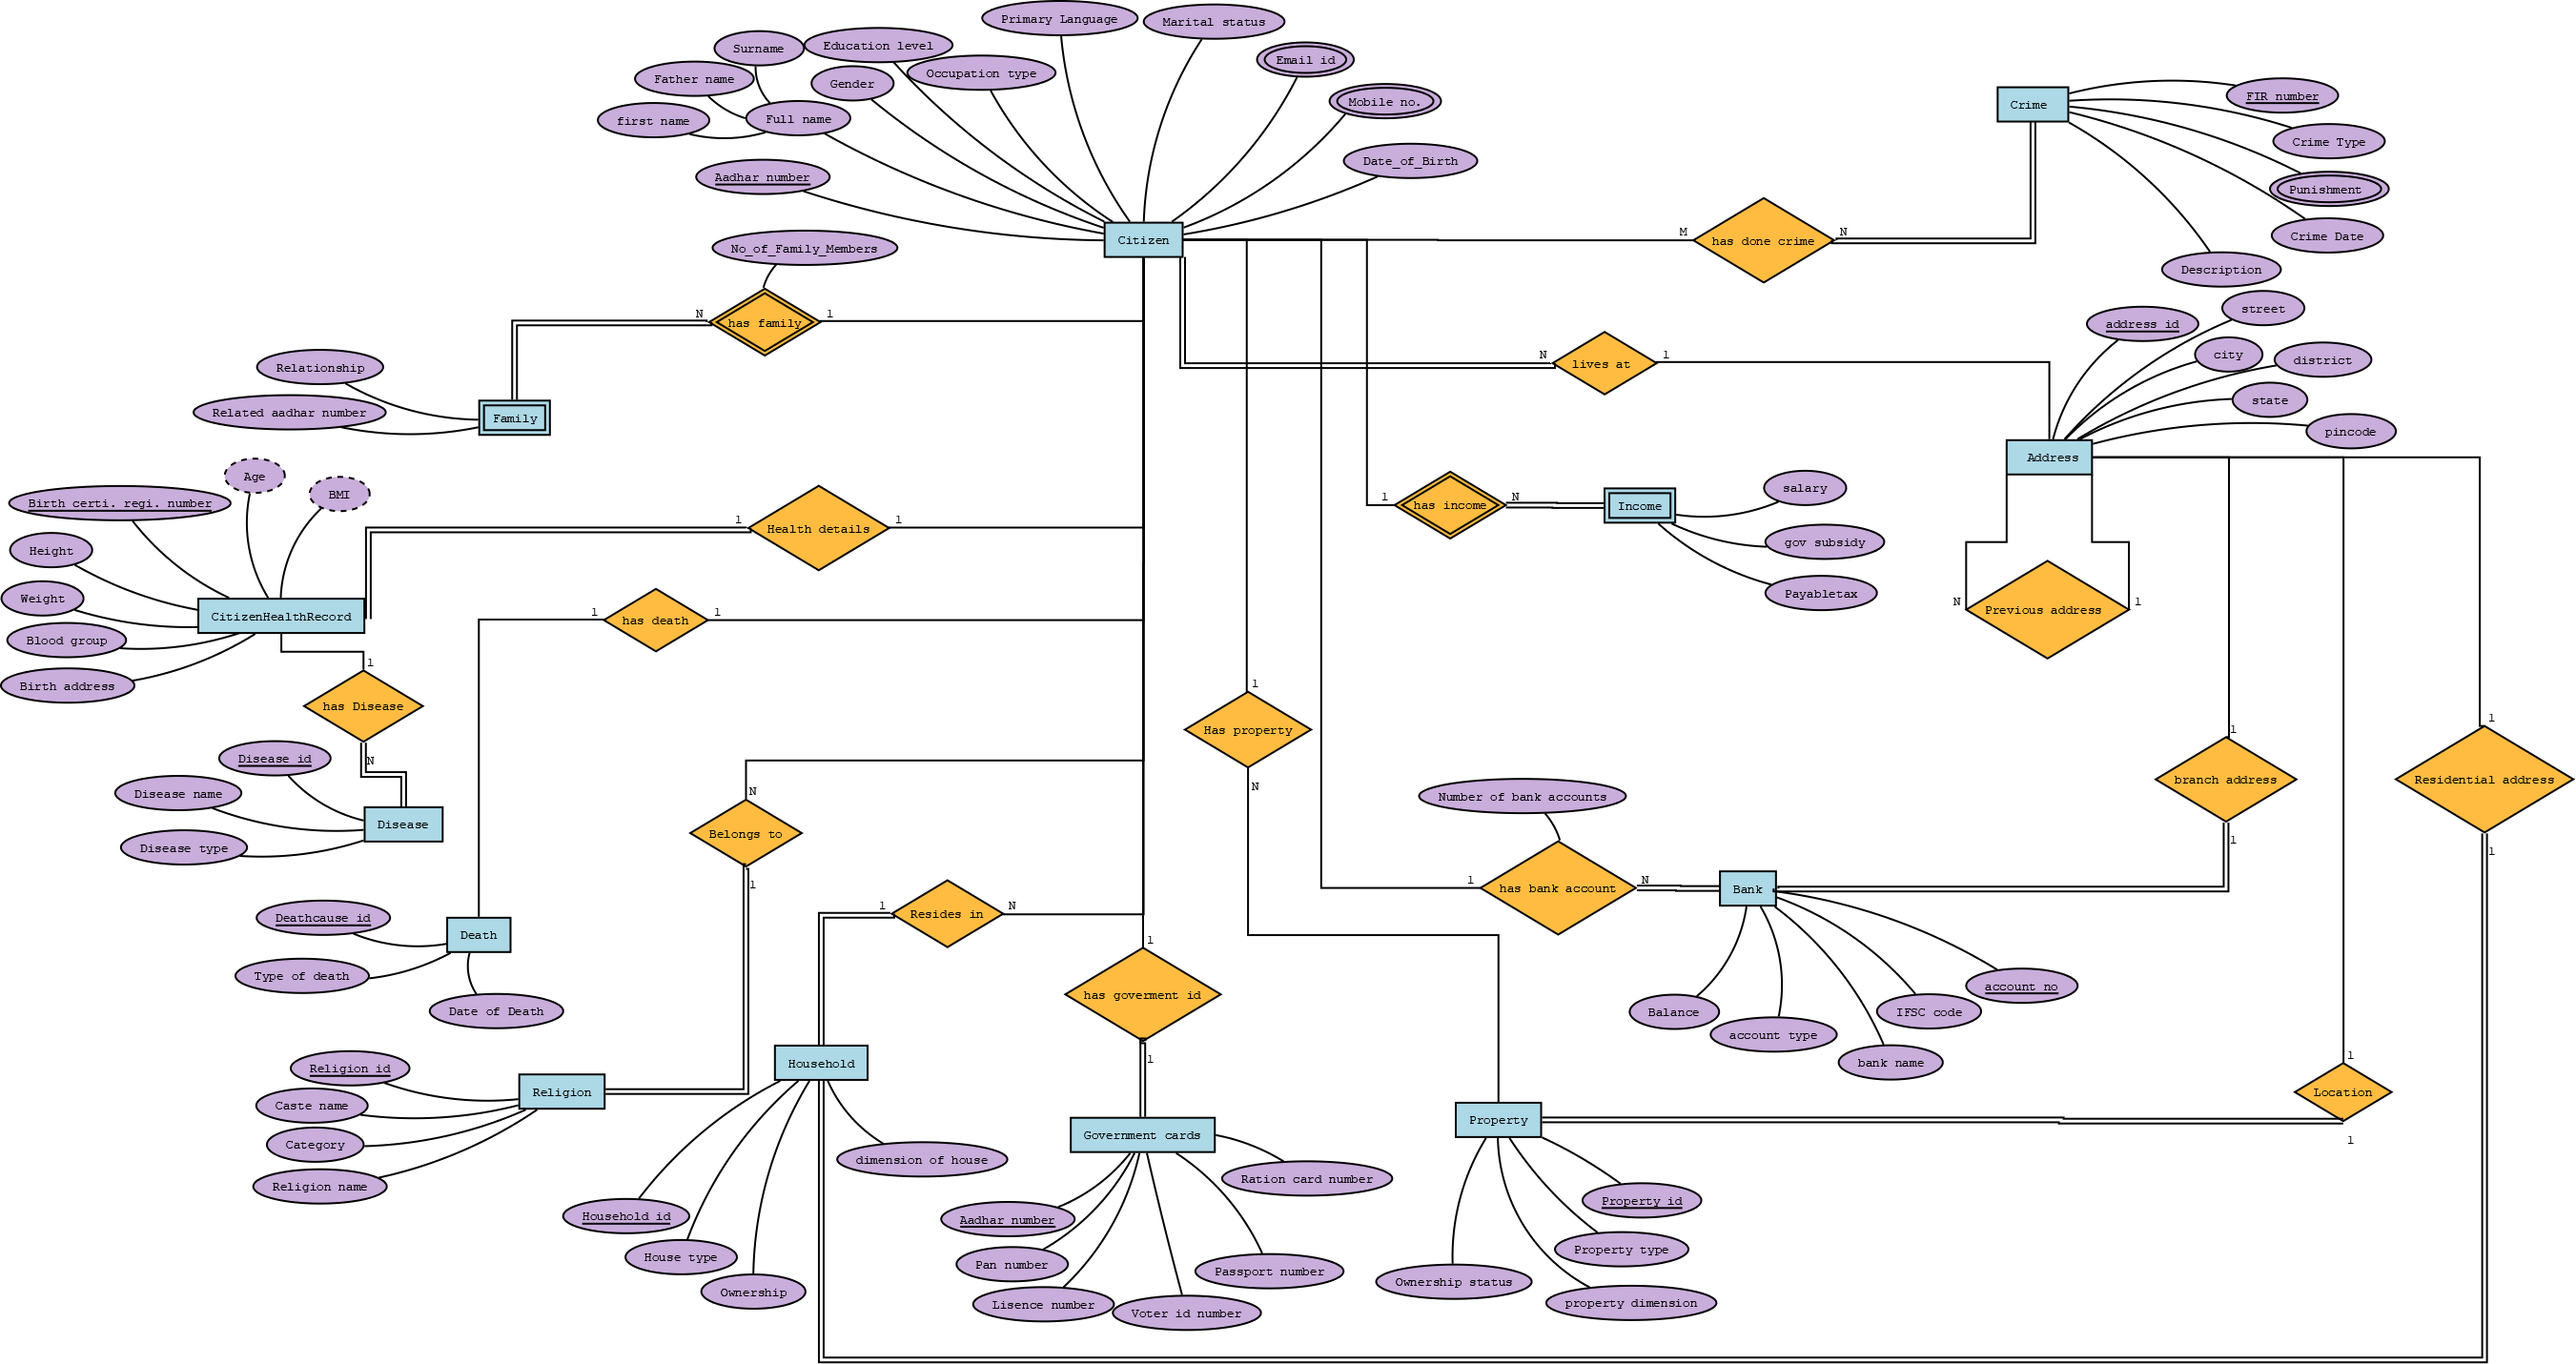 Primary Language
Marital status
Surname
Education level
Email id
Father name
Gender
Occupation type
Mobile no.
first name
Full name
Date_of_Birth
Aadhar number
Citizen
Crime
FIR number
Crime Type
Punishment
Crime Date
Description
M
has done crime
N
No_of_Family_Members
N
has family
1
Relationship
Related aadhar number
Family
N
lives at
1
address id
street
city
district
state
pincode
Address
N
Previous address
1
Age
BMI
Birth certi. regi. number
Height
Weight
Blood group
Birth address
CitizenHealthRecord
1
Health details
1
1
has income
N
Income
salary
gov subsidy
Payabletax
1
has death
1
1
has Disease
N
Disease id
Disease name
Disease type
Disease
1
Has property
N
N
Belongs to
1
Number of bank accounts
1
has bank account
N
Bank
Balance
account type
bank name
IFSC code
account no
1
branch address
1
1
Residential address
1
Deathcause id
Type of death
Date of Death
Death
1
Resides in
N
1
has goverment id
1
Religion id
Caste name
Category
Religion name
Religion
Household
Household id
House type
Ownership
dimension of house
Government cards
Aadhar number
Pan number
Lisence number
Voter id number
Passport number
Ration card number
Property
Ownership status
Property id
Property type
property dimension
1
Location
1